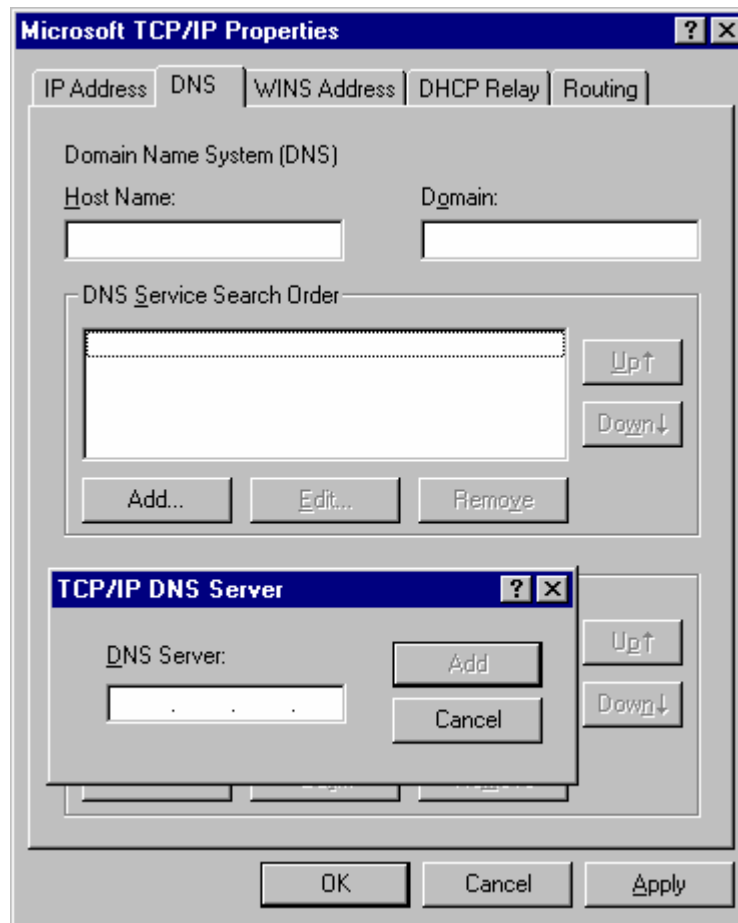 Microsoft TCP/IP Properties
IP Address DNS WINS Address DHCP Relay Routing
Domain Name System (DNS)
Host Name: Domain:
DNS Service Search Order
Up↑
Down↓
Add... Edit... Remove
TCP/IP DNS Server
DNS Server:
Add
Up↑
. . .
Cancel
Down↓
OK Cancel Apply